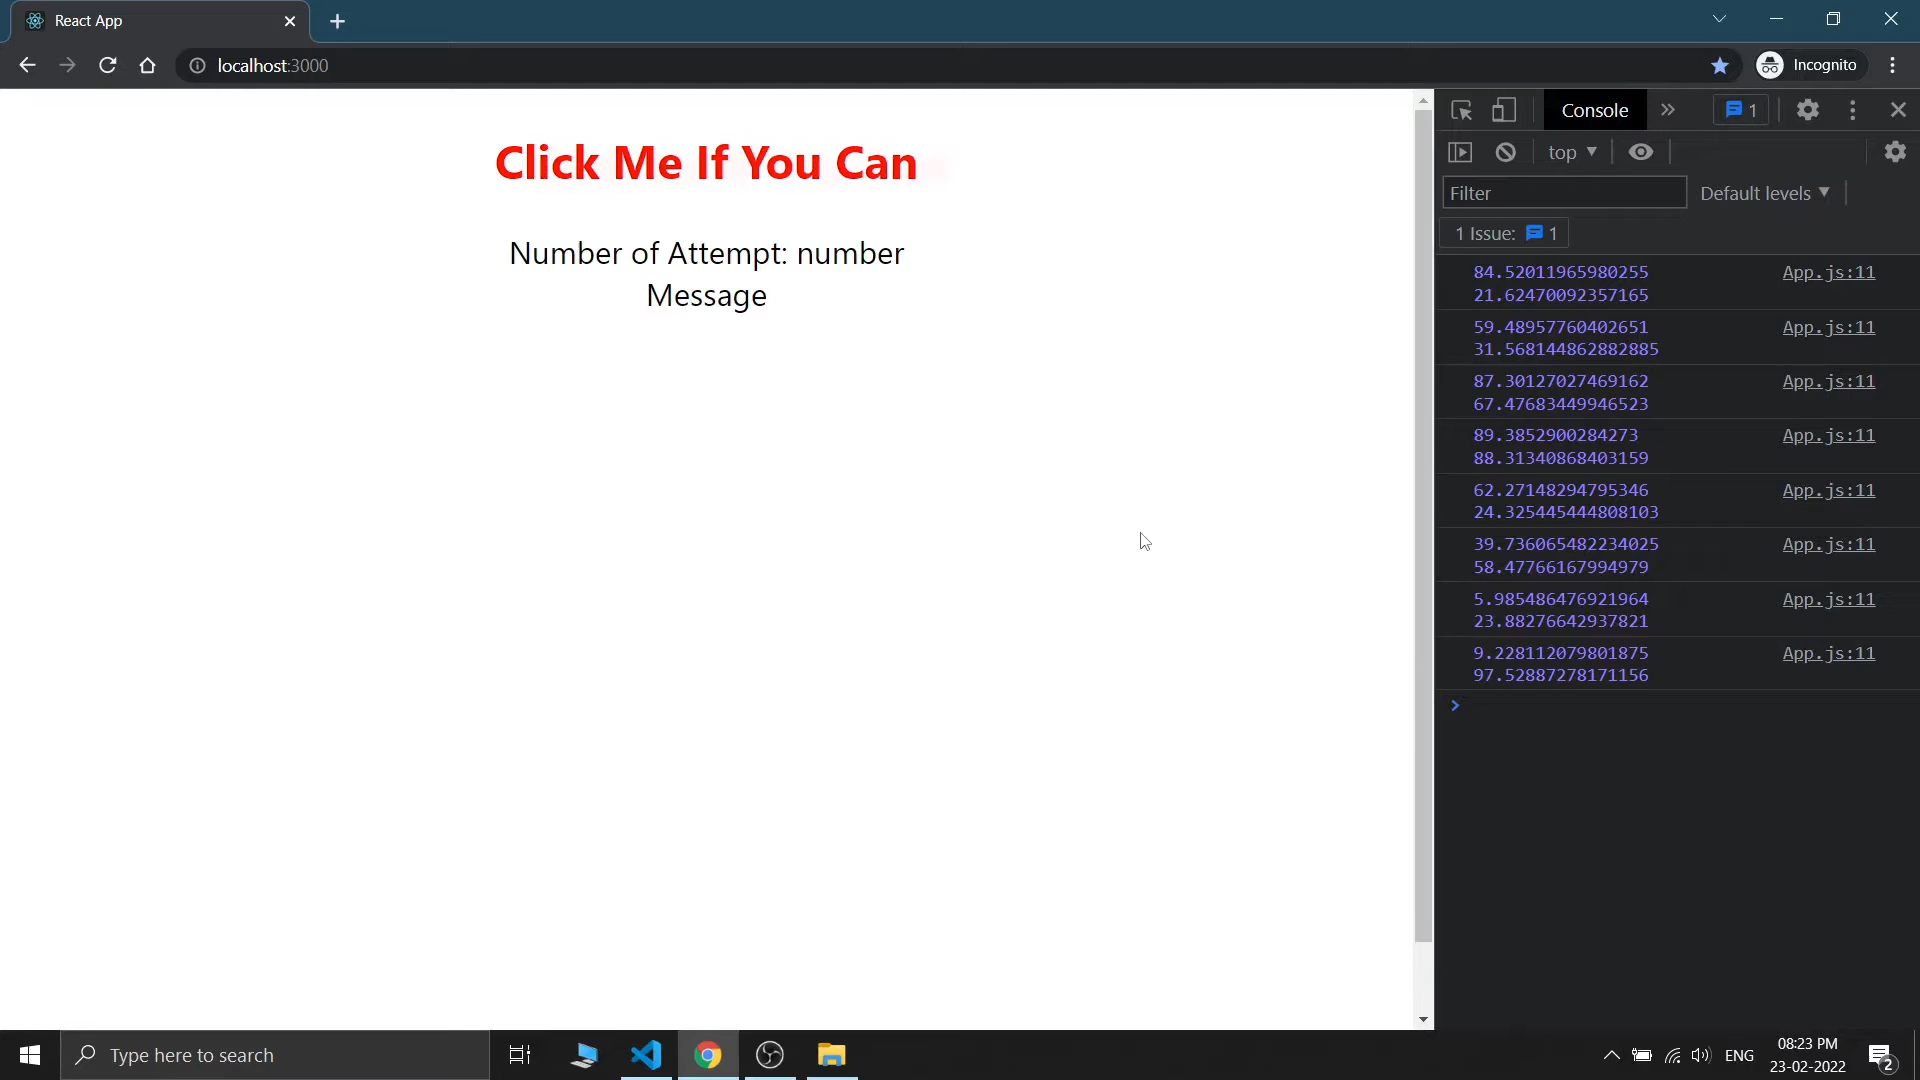 React App
localhost:3000
Incognito
Click Me If You Can
Number of Attempt: number
Message
Console
1
top
Filter
Default levels
1 Issue: 1
84.52011965980255 App.js:11
21.62470092357165
59.48957760402651 App.js:11
31.568144862882885
87.30127027469162 App.js:11
67.47683449946523
89.3852900284273 App.js:11
88.31340868403159
62.27148294795346 App.js:11
24.325445444808103
39.736065482234025 App.js:11
58.47766167994979
5.985486476921964 App.js:11
23.88276642937821
9.228112079801875 App.js:11
97.52887278171156
Type here to search
ENG
08:23 PM
23-02-2022
2